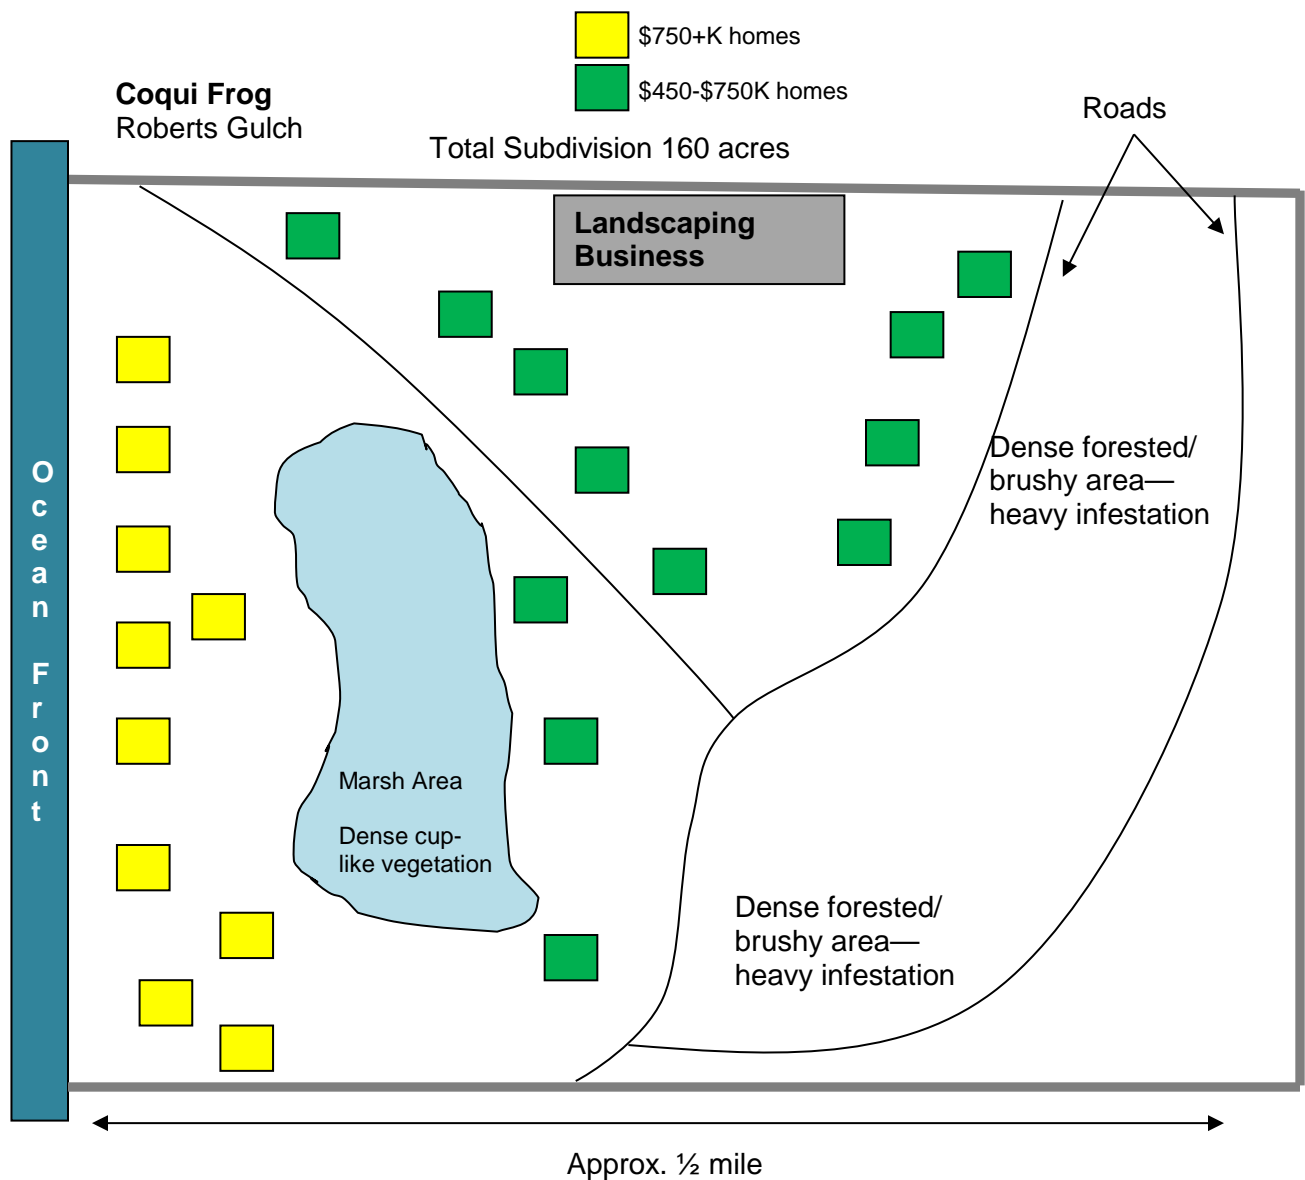 $750+K homes
$450-$750K homes
Coqui Frog
Roberts Gulch
Total Subdivision 160 acres
Roads
Landscaping
Business
Ocean Front
Dense forested/
brushy area—
heavy infestation
Marsh Area
Dense cup-
like vegetation
Dense forested/
brushy area—
heavy infestation
Approx. ½ mile